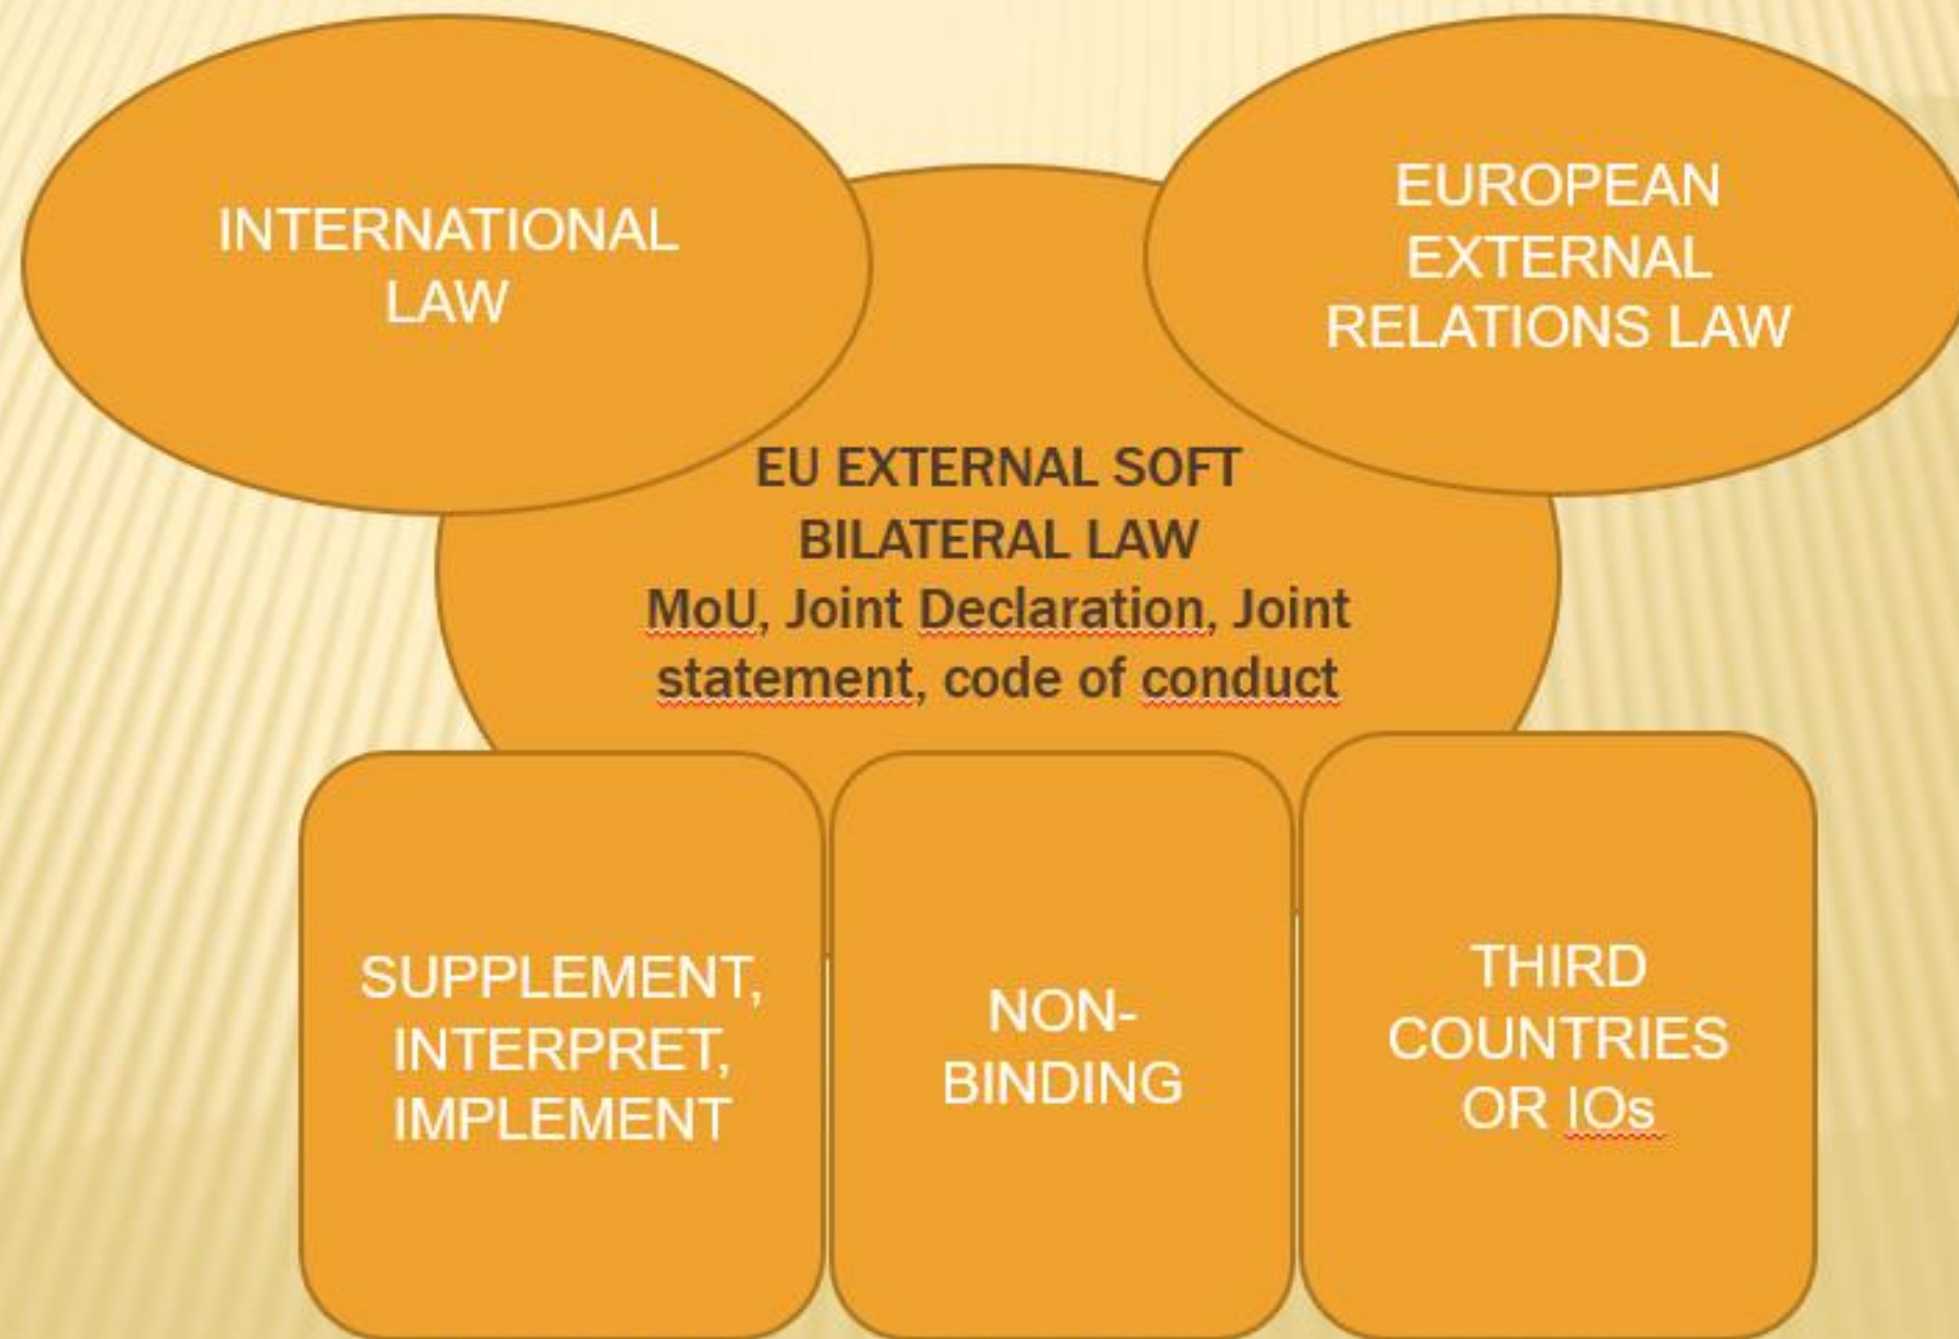 INTERNATIONAL
LAW
EUROPEAN
EXTERNAL
RELATIONS LAW
EU EXTERNAL SOFT
BILATERAL LAW
MoU, Joint Declaration, Joint
statement, code of conduct
SUPPLEMENT,
INTERPRET,
IMPLEMENT
NON-
BINDING
THIRD
COUNTRIES
OR IOs